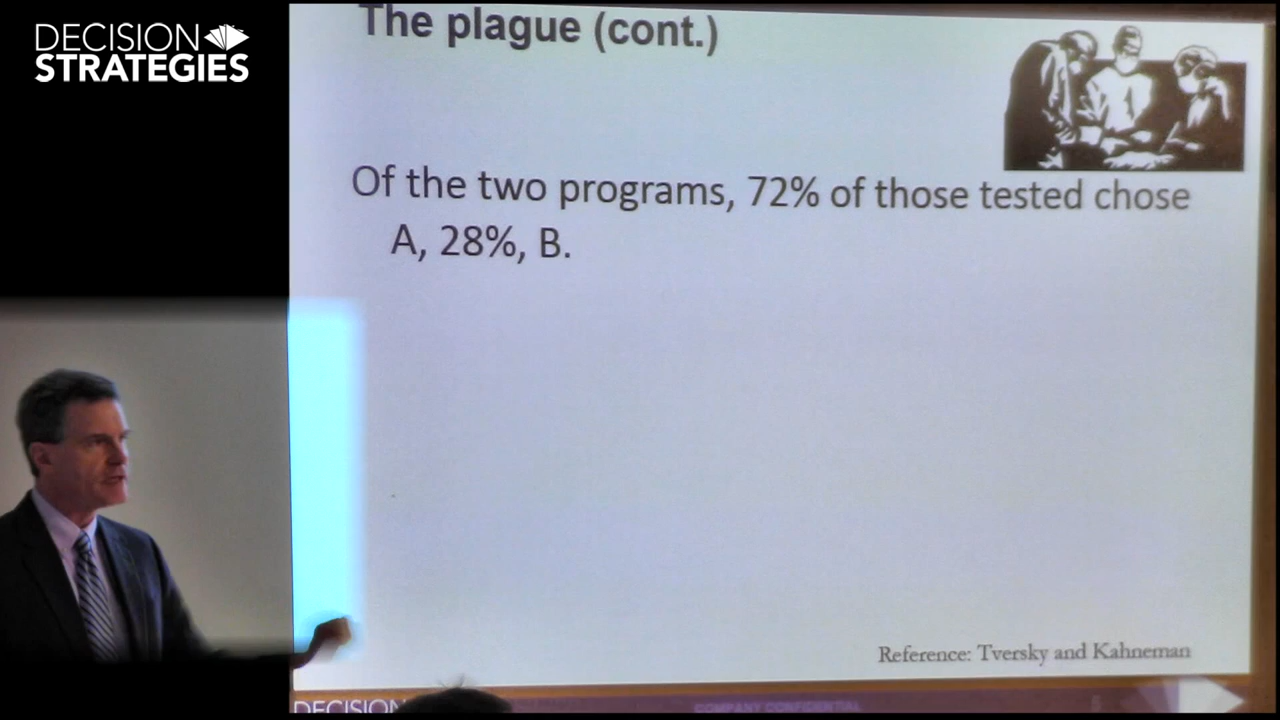 DECISION
STRATEGIES
The plague (cont.)
Of the two programs, 72% of those tested chose
A, 28%, B.
Reference: Tversky and Kahneman
DECISION
COMPANY CONFIDENTIAL